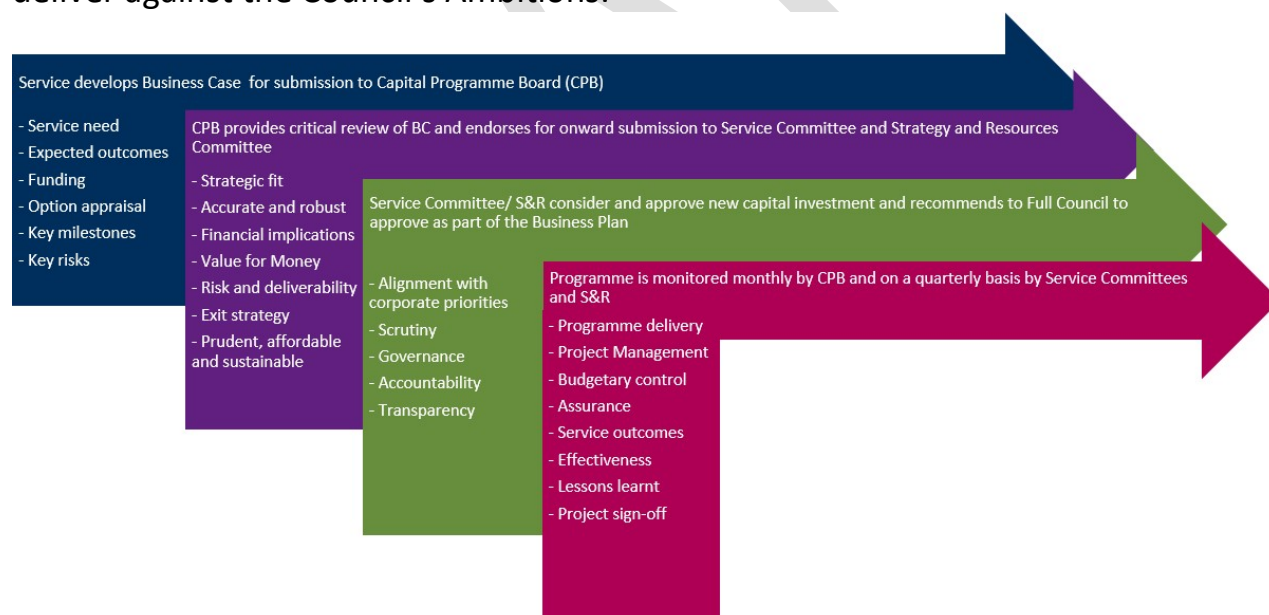 deliver against the Council's Ambitions.
Service develops Business Case for submission to Capital Programme Board (CPB)
- Service need
- Expected outcomes
- Funding
- Option appraisal
- Key milestones
- Key risks
CPB provides critical review of BC and endorses for onward submission to Service Committee and Strategy and Resources
Committee
- Strategic fit
- Accurate and robust
- Financial implications
- Value for Money
- Risk and deliverability
- Exit strategy
- Prudent, affordable
and sustainable
Service Committee/ S&R consider and approve new capital investment and recommends to Full Council to
approve as part of the Business Plan
- Alignment with
corporate priorities
- Scrutiny
- Governance
- Accountability
- Transparency
Programme is monitored monthly by CPB and on a quarterly basis by Service Committees
and S&R
- Programme delivery
- Project Management
- Budgetary control
- Assurance
- Service outcomes
- Effectiveness
- Lessons learnt
- Project sign-off